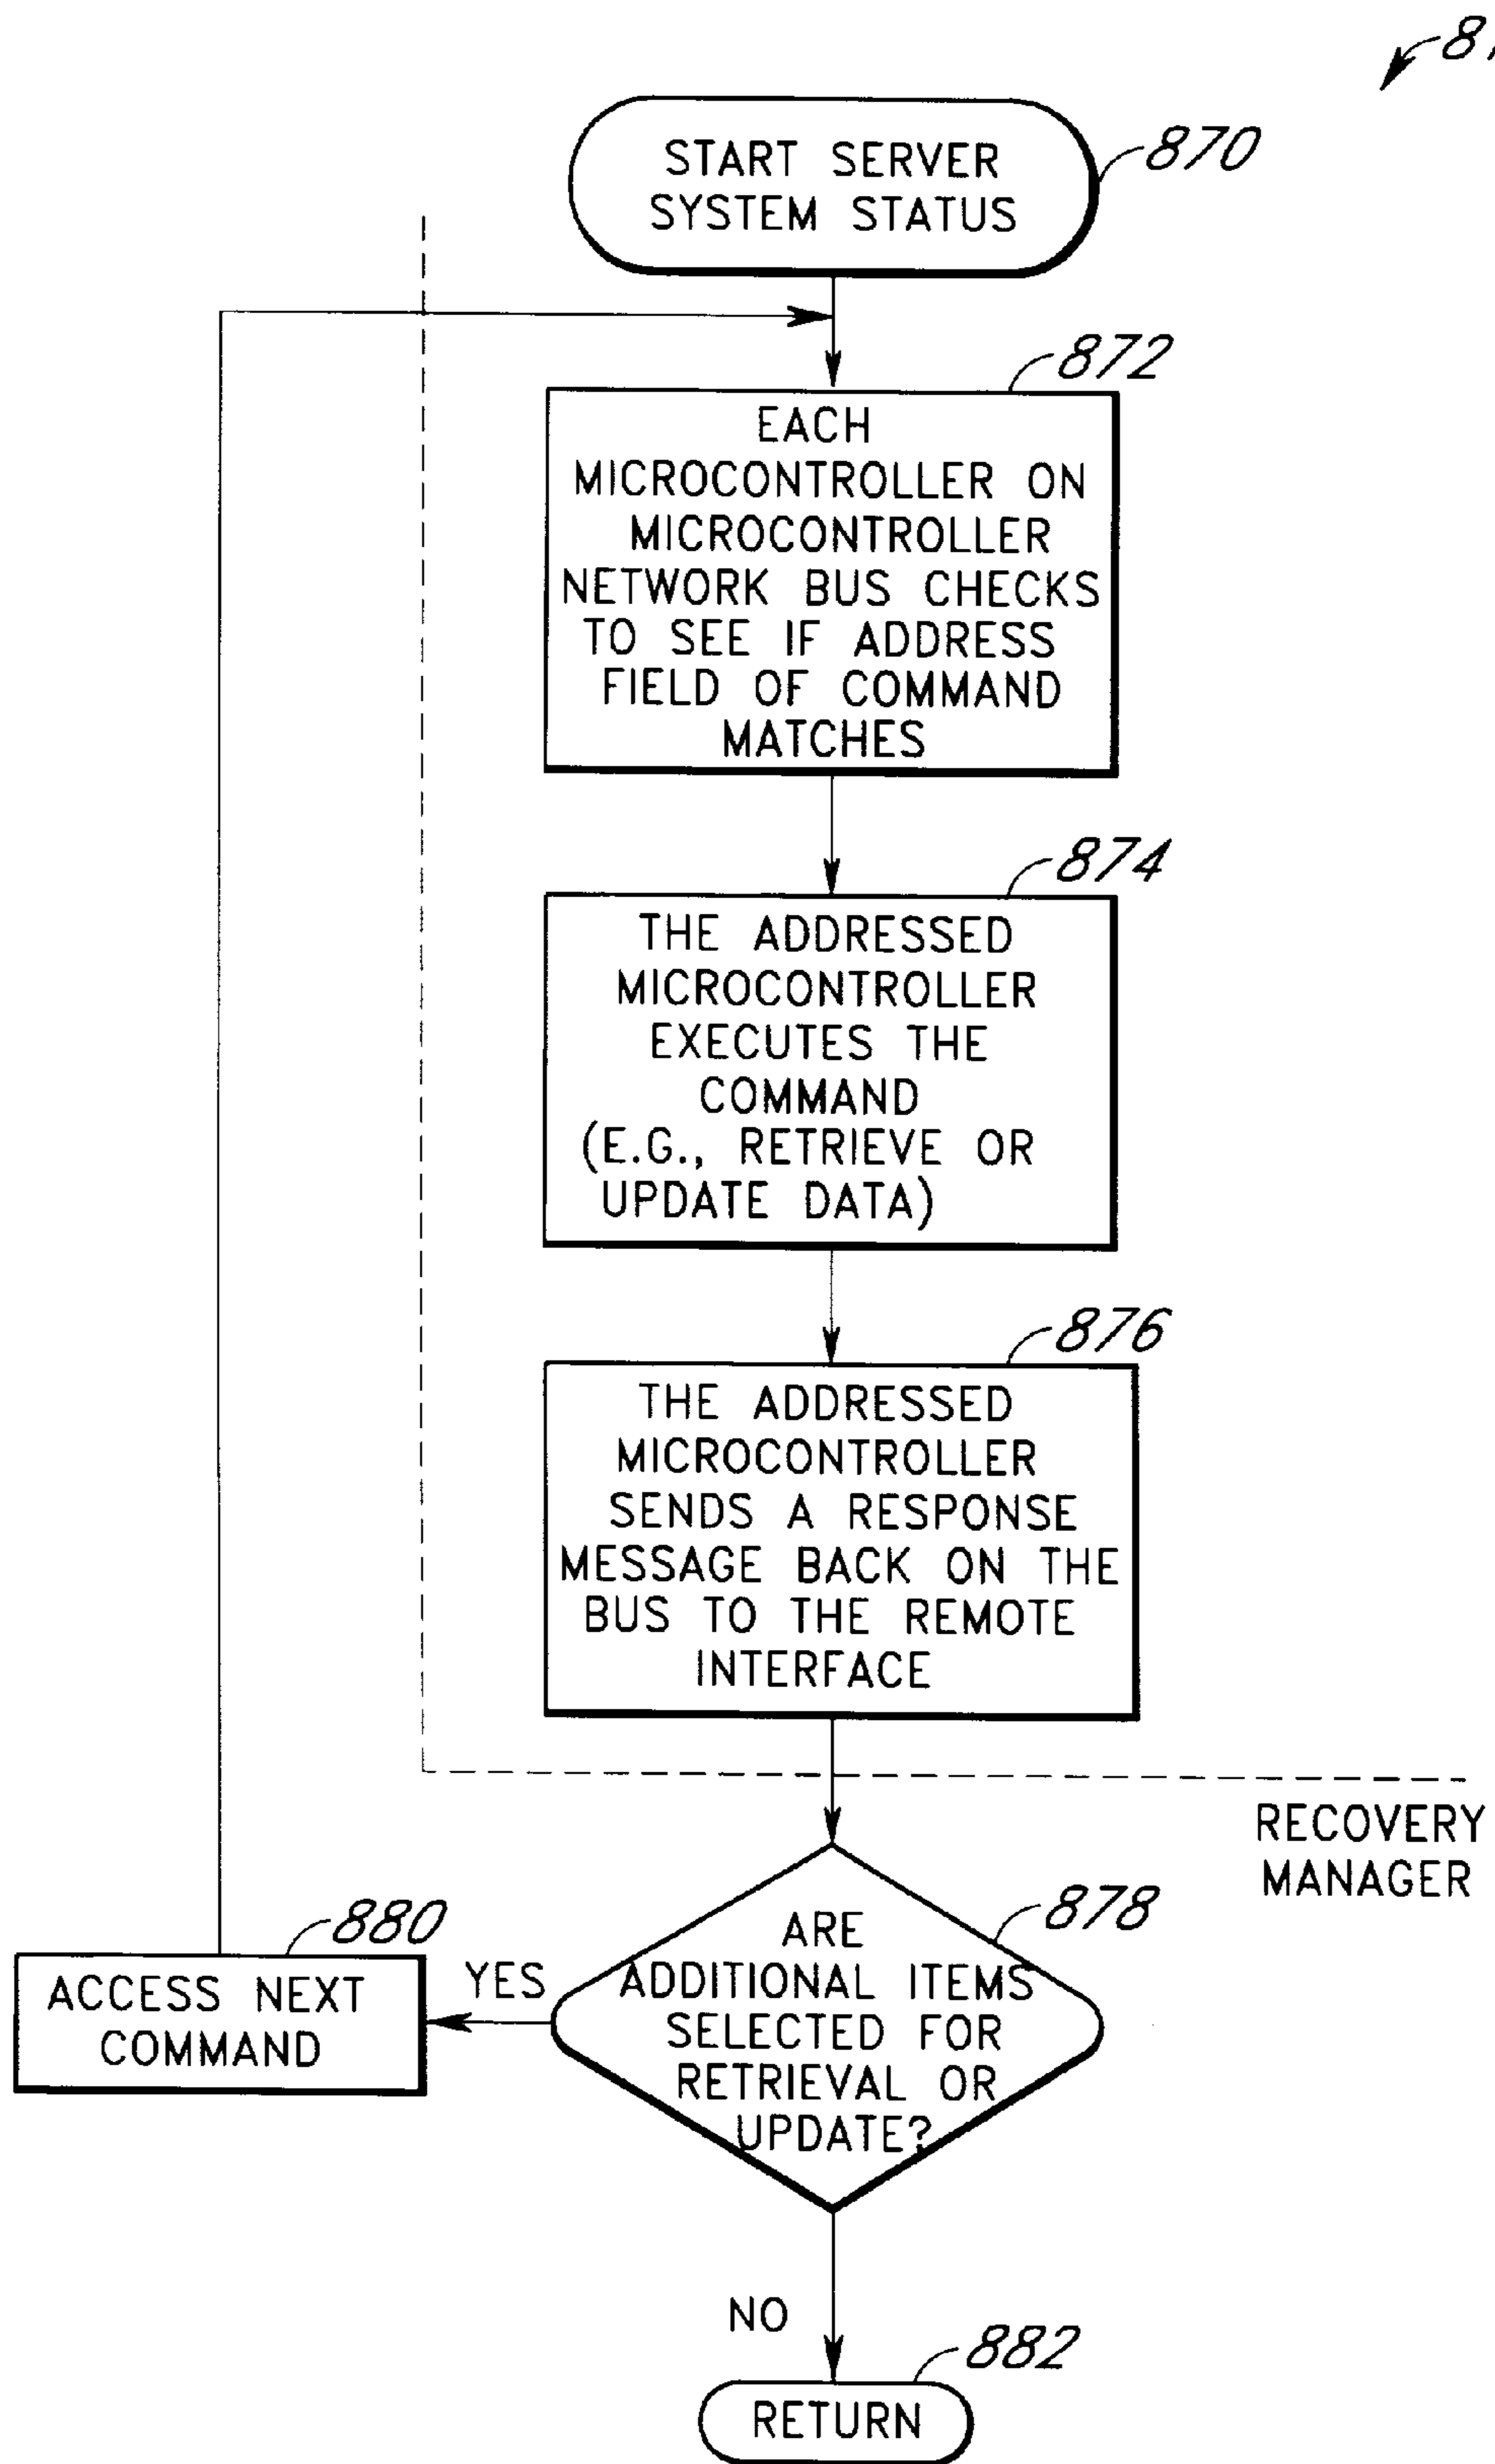 870
START SERVER
SYSTEM STATUS
872
EACH
MICROCONTROLLER ON
MICROCONTROLLER
NETWORK BUS CHECKS
TO SEE IF ADDRESS
FIELD OF COMMAND
MATCHES
874
THE ADDRESSED
MICROCONTROLLER
EXECUTES THE
COMMAND
(E.G., RETRIEVE OR
UPDATE DATA)
876
THE ADDRESSED
MICROCONTROLLER
SENDS A RESPONSE
MESSAGE BACK ON THE
BUS TO THE REMOTE
INTERFACE
RECOVERY
MANAGER
878
ARE
ADDITIONAL ITEMS
SELECTED FOR
RETRIEVAL OR
UPDATE?
YES
880
ACCESS NEXT
COMMAND
NO
882
RETURN